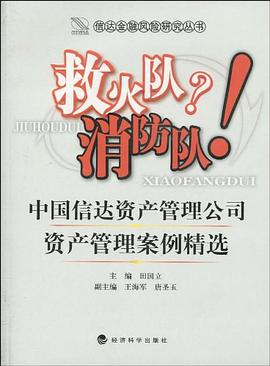 信达金融风险研究丛书
救火队？
JIUHUODUI
消防队！
XIAOFANGDUI
中国信达资产管理公司
资产管理案例精选
主 编 田国立
副主编 王海军 唐圣玉
经济科学出版社